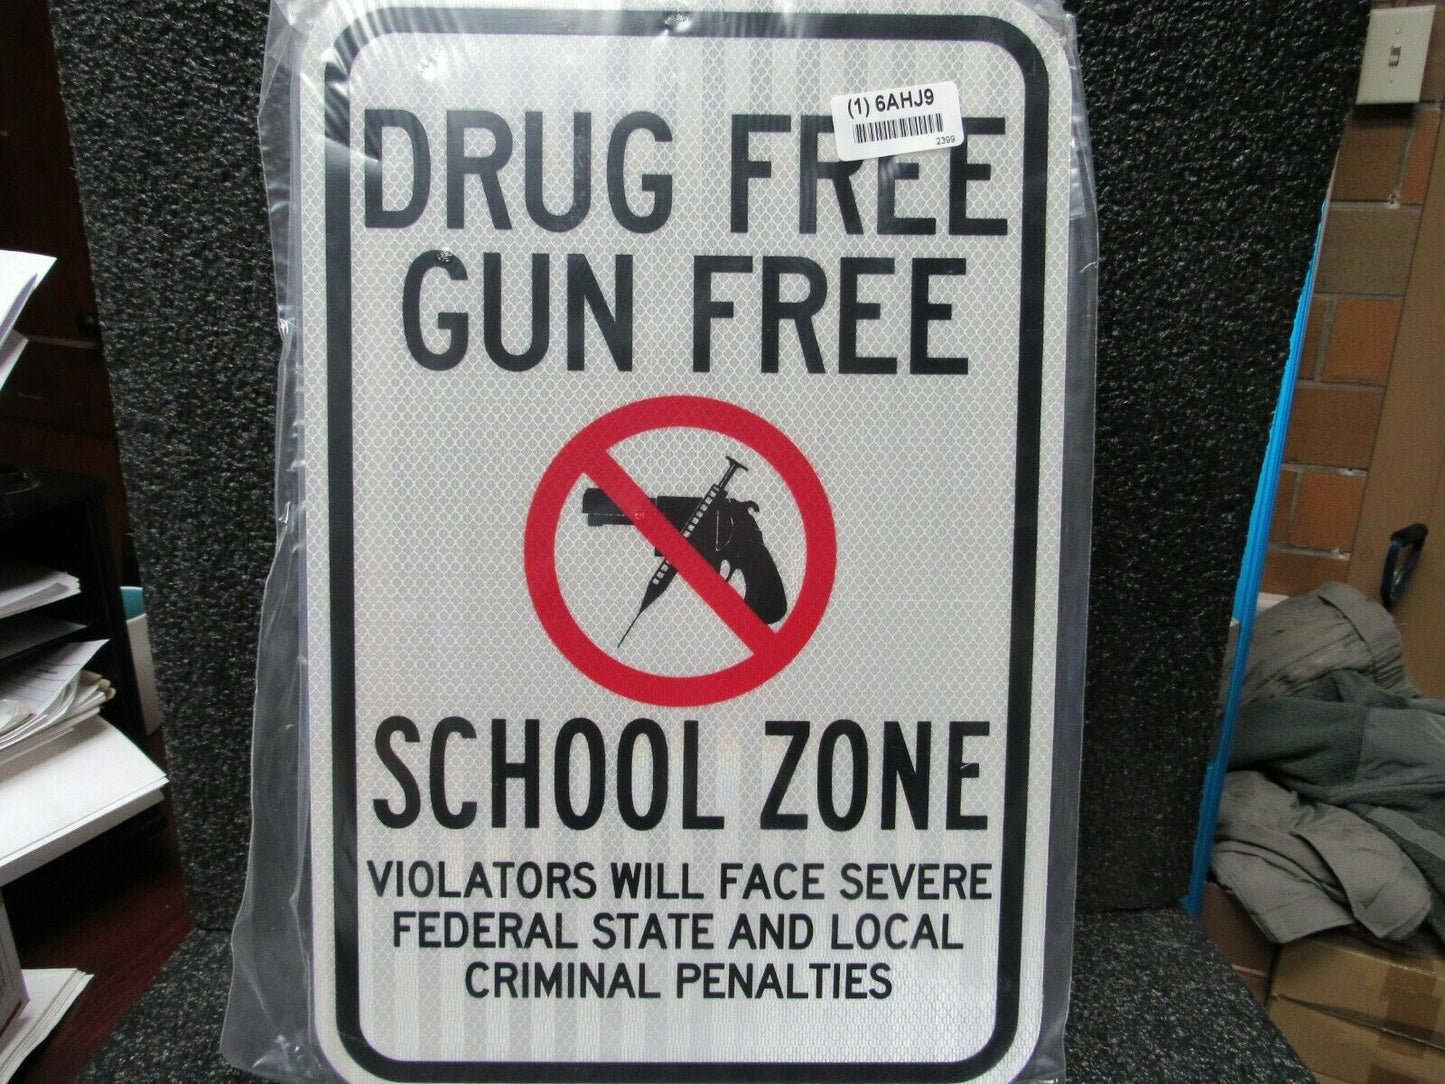 (1) 6AHJ9
2399
DRUG FREE
GUN FREE
SCHOOL ZONE
VIOLATORS WILL FACE SEVERE
FEDERAL STATE AND LOCAL
CRIMINAL PENALTIES